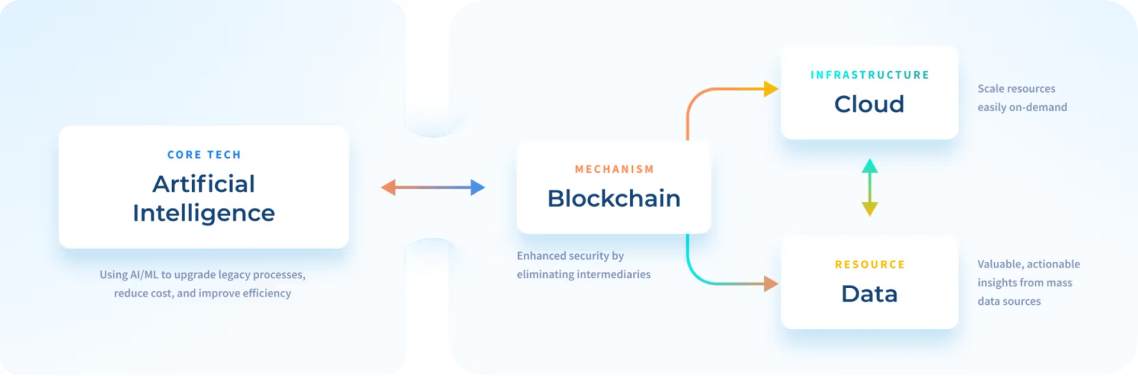 CORE TECH
Artificial
Intelligence
Using AI/ML to upgrade legacy processes,
reduce cost, and improve efficiency
MECHANISM
Blockchain
Enhanced security by
eliminating intermediaries
INFRASTRUCTURE
Cloud
Scale resources
easily on-demand
RESOURCE
Data
Valuable, actionable
insights from mass
data sources